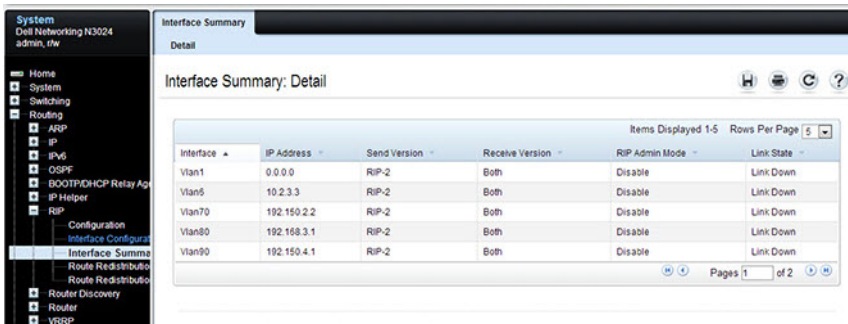 System
Dell Networking N3024
admin, r/w
Home
System
Switching
Routing
ARP
IP
IPv6
OSPF
BOOTP/DHCP Relay Age
IP Helper
RIP
Configuration
Interface Configurat
Interface Summa
Route Redistributio
Route Redistributio
Router Discovery
Router
VRRP
Interface Summary
Detail
Interface Summary: Detail
Items Displayed 1-5 Rows Per Page 5
Interface IP Address Send Version Receive Version RIP Admin Mode Link State
Vlan1 0.0.0.0 RIP-2 Both Disable Link Down
Vlan5 10.2.3.3 RIP-2 Both Disable Link Down
Vlan70 192.150.2.2 RIP-2 Both Disable Link Down
Vlan80 192.168.3.1 RIP-2 Both Disable Link Down
Vlan90 192.150.4.1 RIP-2 Both Disable Link Down
Pages 1 of 2